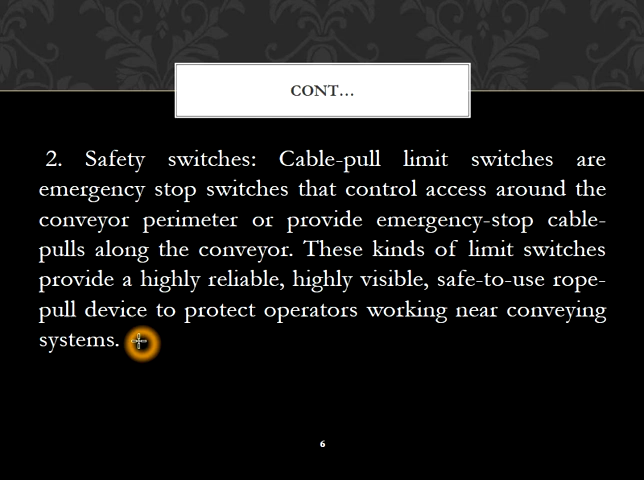 CONT...
2. Safety switches: Cable-pull limit switches are
emergency stop switches that control access around the
conveyor perimeter or provide emergency-stop cable-
pulls along the conveyor. These kinds of limit switches
provide a highly reliable, highly visible, safe-to-use rope-
pull device to protect operators working near conveying
systems.
6